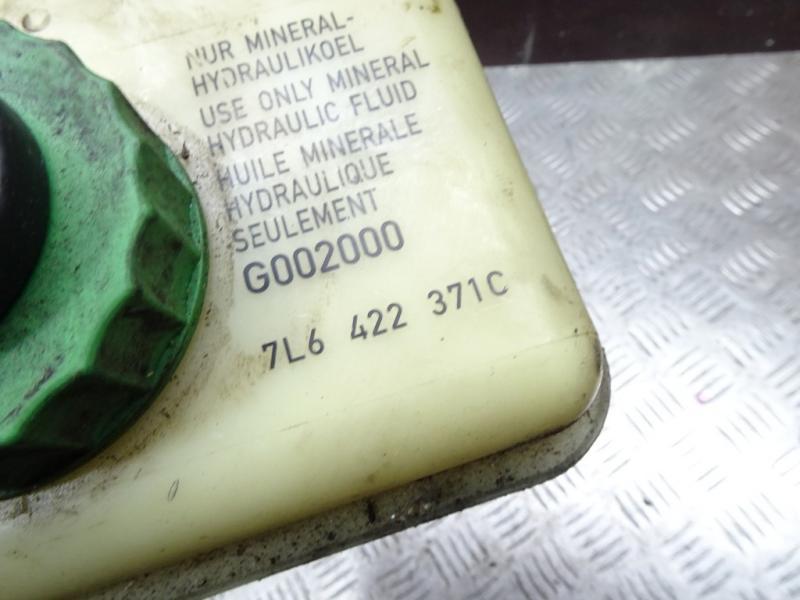 NUR MINERAL-
HYDRAULIKOEL
USE ONLY MINERAL
HYDRAULIC FLUID
HUILE MINERALE
HYDRAULIQUE
SEULEMENT
G002000
7L6 422 371C